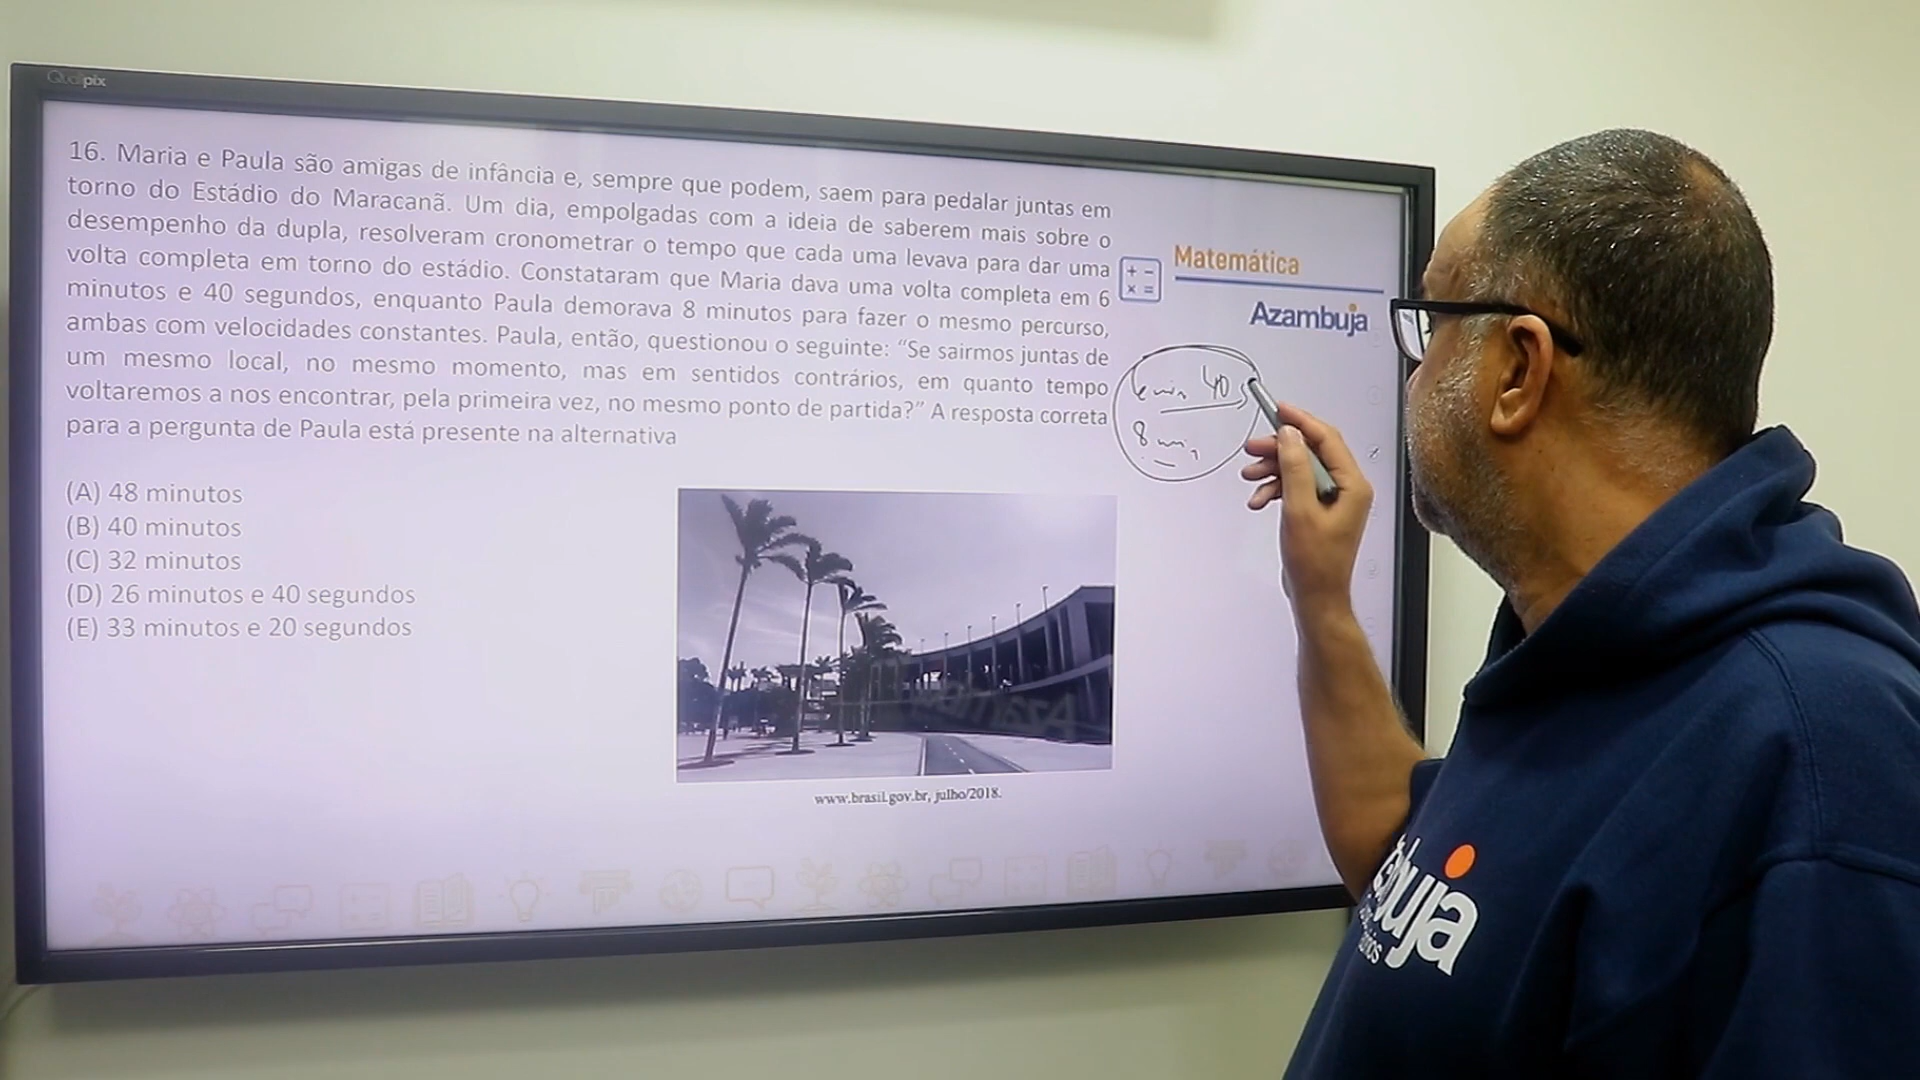 Qualipix
16. Maria e Paula são amigas de infância e, sempre que podem, saem para pedalar juntas em
torno do Estádio do Maracanã. Um dia, empolgadas com a ideia de saberem mais sobre o
desempenho da dupla, resolveram cronometrar o tempo que cada uma levava para dar uma
volta completa em torno do estádio. Constataram que Maria dava uma volta completa em 6
minutos e 40 segundos, enquanto Paula demorava 8 minutos para fazer o mesmo percurso,
ambas com velocidades constantes. Paula, então, questionou o seguinte: “Se sairmos juntas de
um mesmo local, no mesmo momento, mas em sentidos contrários, em quanto tempo
voltaremos a nos encontrar, pela primeira vez, no mesmo ponto de partida?” A resposta correta
para a pergunta de Paula está presente na alternativa
(A) 48 minutos
(B) 40 minutos
(C) 32 minutos
(D) 26 minutos e 40 segundos
(E) 33 minutos e 20 segundos
www.brasil.gov.br, julho/2018.
+ −
× =
Matemática
Azambuja
6 min 40 s
8 min
buja